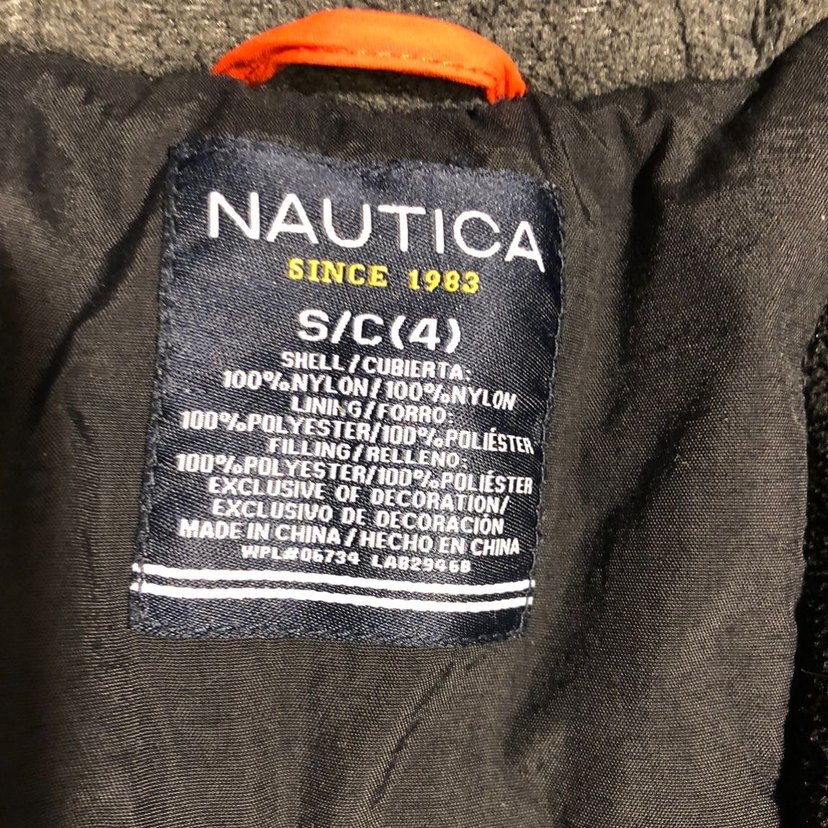 NAUTICA
SINCE 1983
S/C(4)
SHELL/CUBIERTA:
100%NYLON/100%NYLON
LINING/FORRO:
100%POLYESTER/100%POLIÉSTER
FILLING/RELLENO:
100%POLYESTER/100%POLIÉSTER
EXCLUSIVE OF DECORATION/
EXCLUSIVO DE DECORACIÓN
MADE IN CHINA/HECHO EN CHINA
WPL#06734 LAB29468